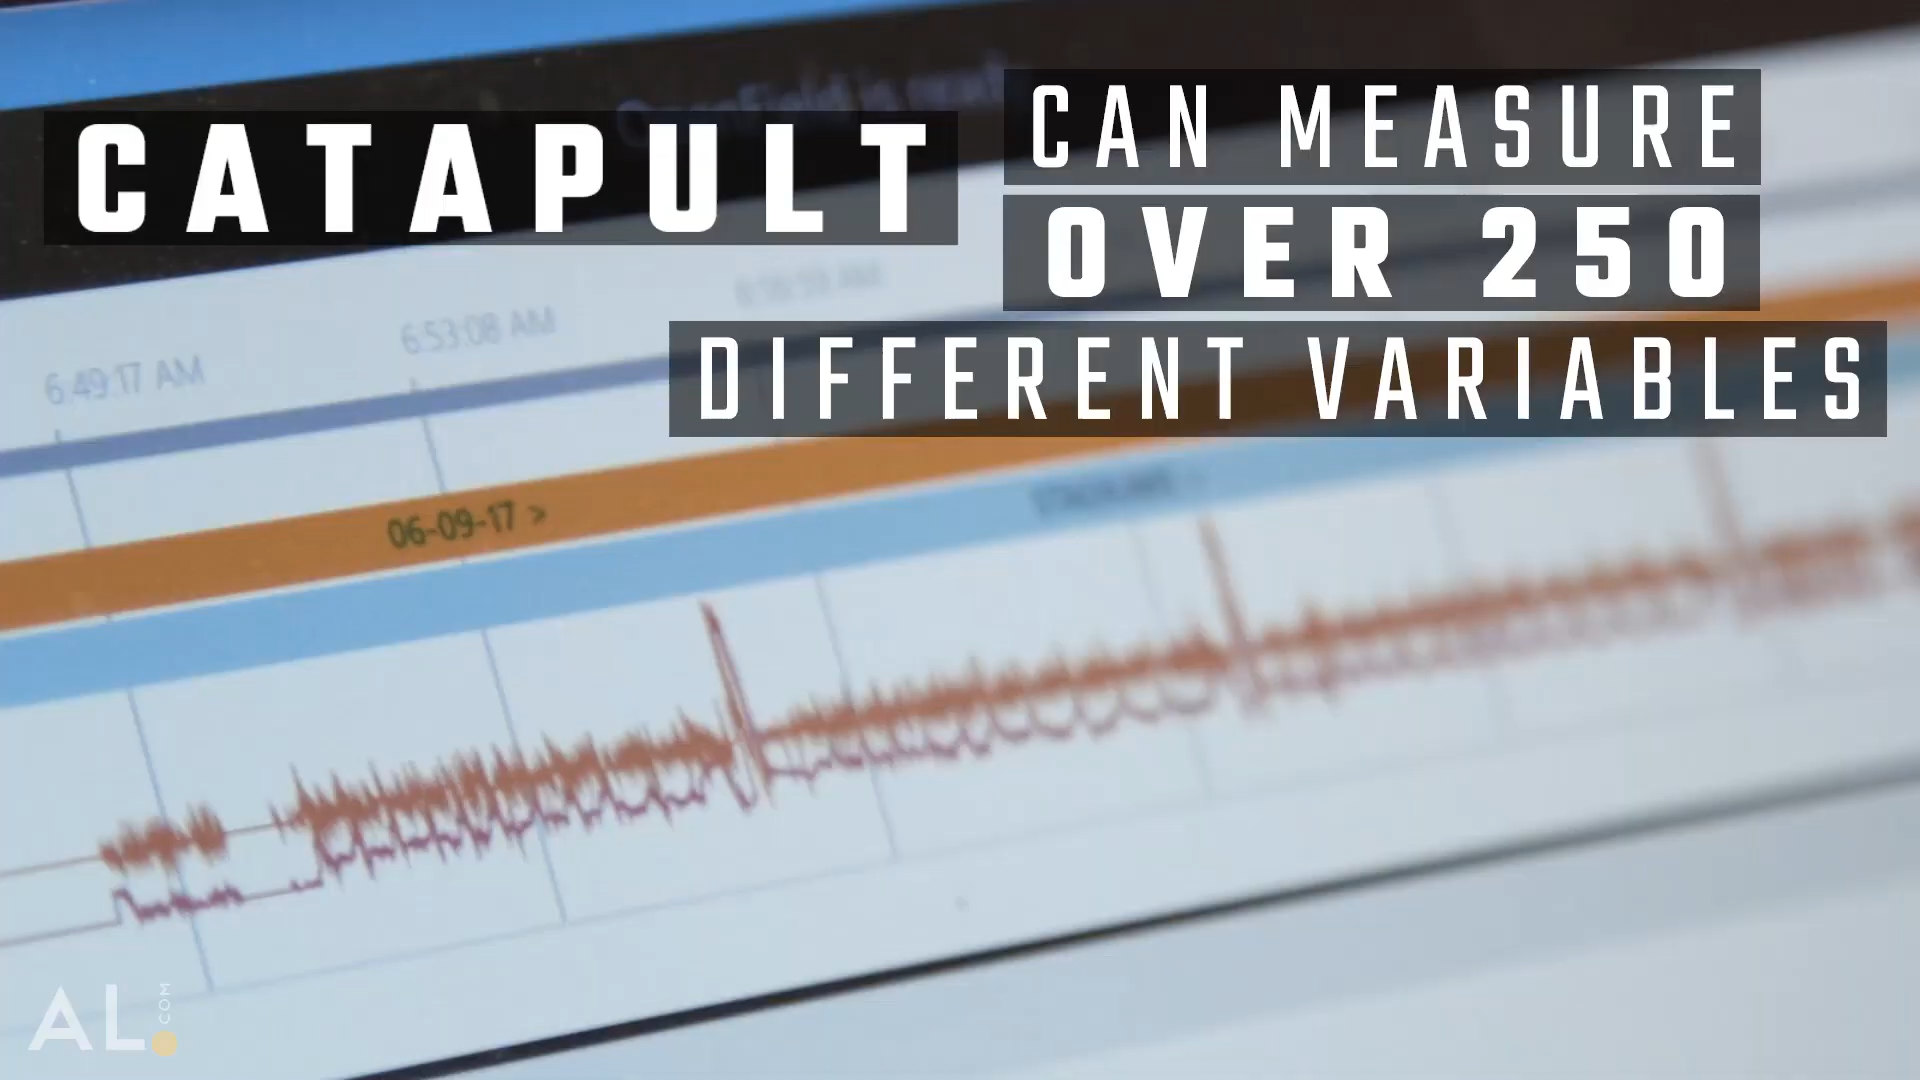 CATAPULT
CAN MEASURE
OVER 250
DIFFERENT VARIABLES
6:49:17 AM
6:53:08 AM
06-09-17 >
AL.COM